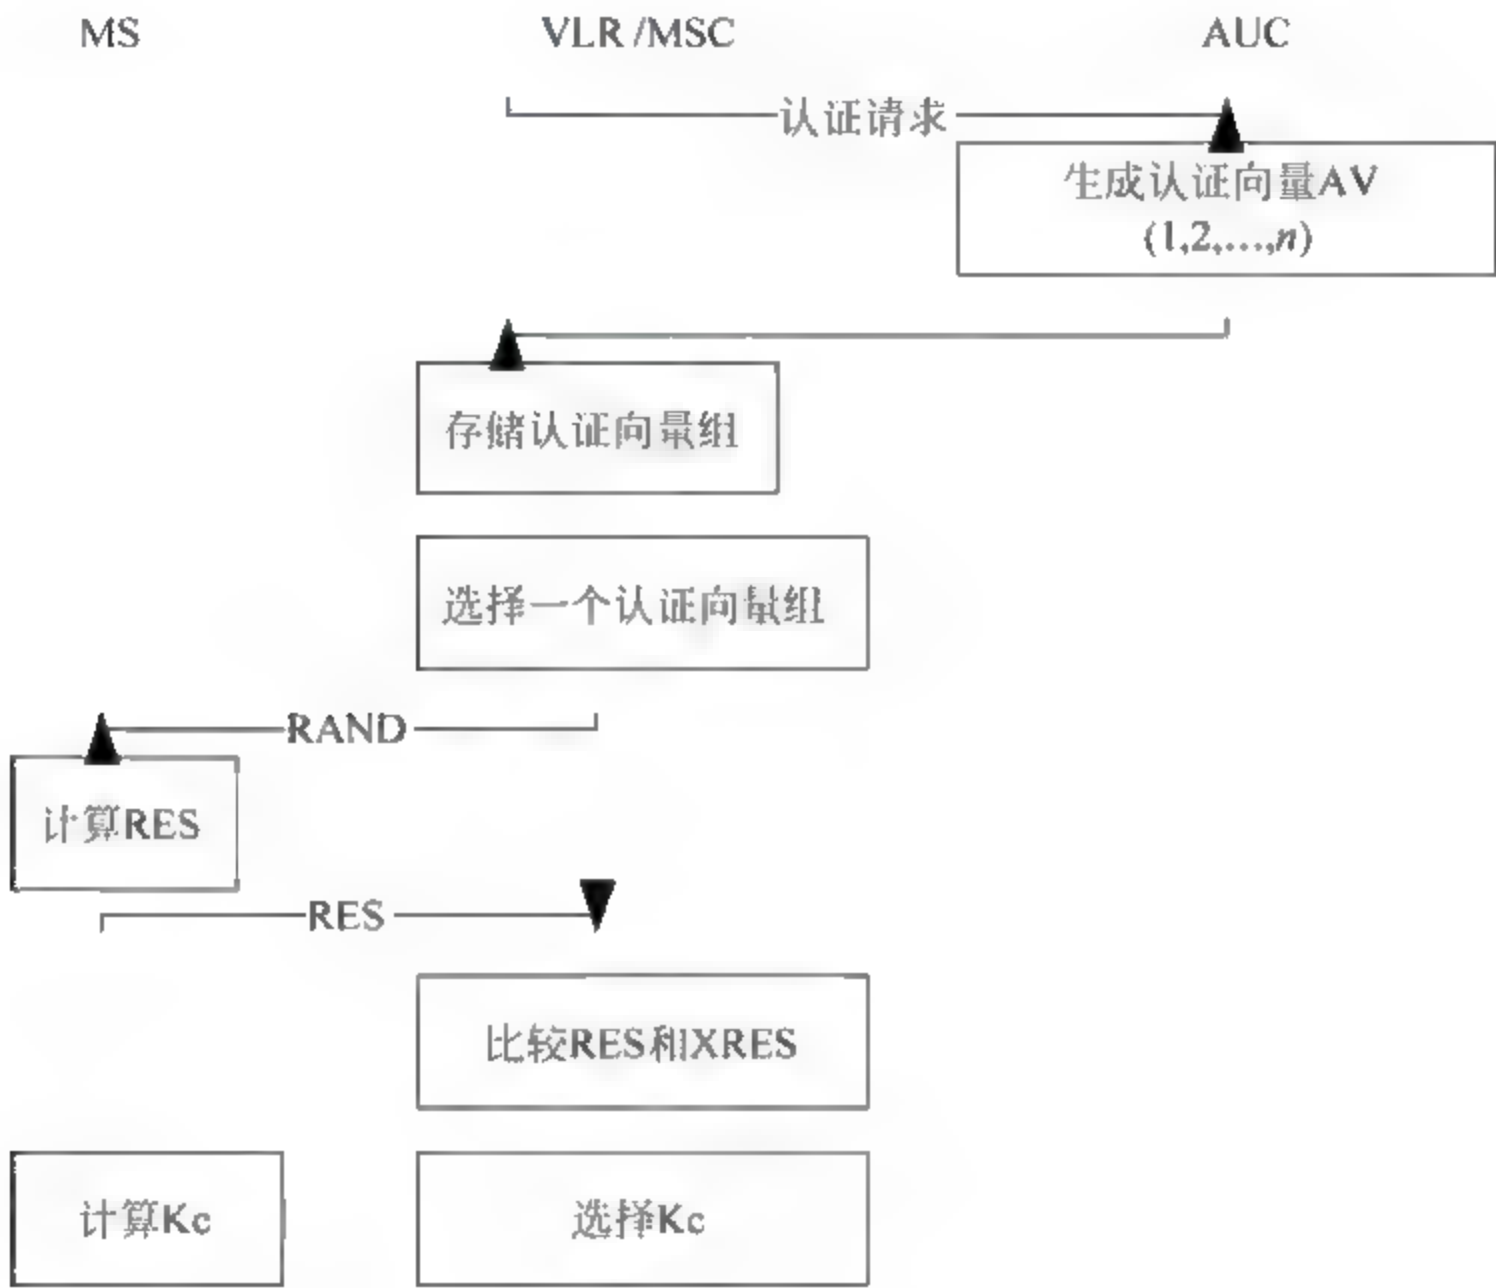 MS VLR /MSC AUC
认证请求
生成认证向量AV
(1,2,…,n)
存储认证向量组
选择一个认证向量组
RAND
计算RES
RES
比较RES和XRES
计算Kc 选择Kc